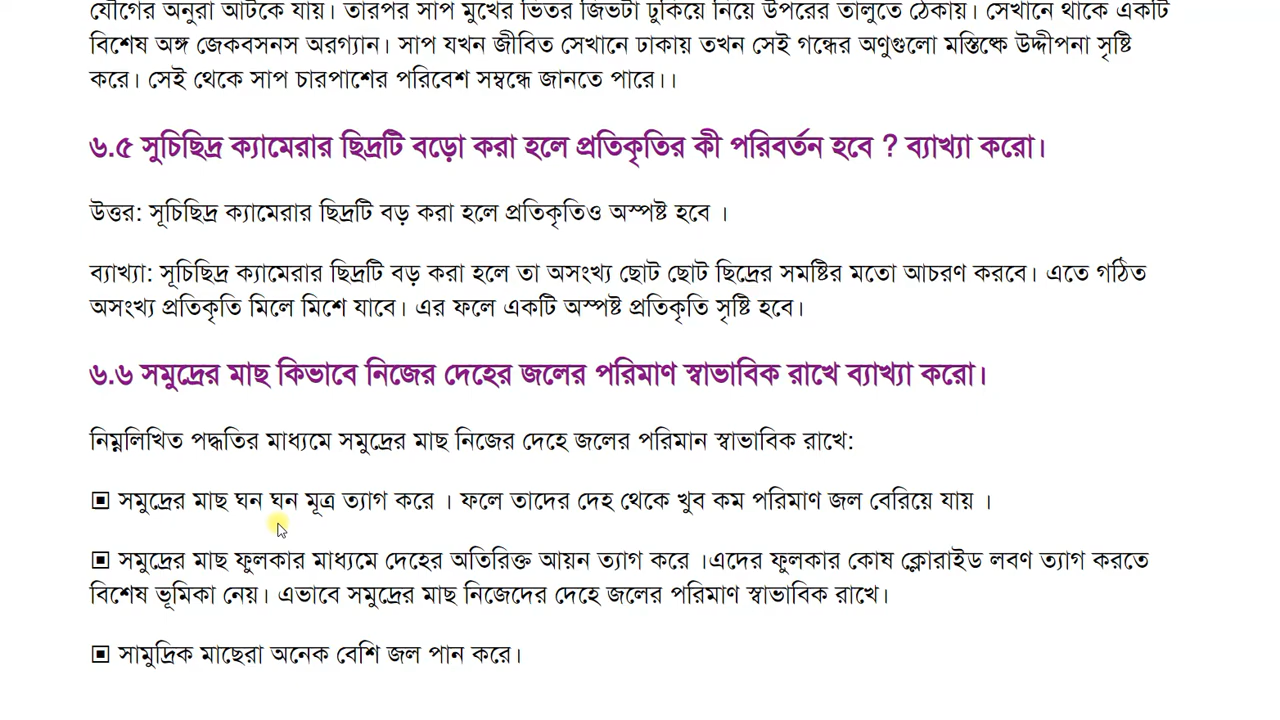 যৌগের অনুরা আটকে যায়। তারপর সাপ মুখের ভিতর জিভটা ঢুকিয়ে নিয়ে উপরের তালুতে ঠেকায়। সেখানে থাকে একটি
বিশেষ অঙ্গ জেকবসনস অরগ্যান। সাপ যখন জীবিত সেখানে ঢাকায় তখন সেই গন্ধের অণুগুলো মস্তিষ্কে উদ্দীপনা সৃষ্টি
করে। সেই থেকে সাপ চারপাশের পরিবেশ সম্বন্ধে জানতে পারে।।
৬.৫ সুচিছিদ্র ক্যামেরার ছিদ্রটি বড়ো করা হলে প্রতিকৃতির কী পরিবর্তন হবে ? ব্যাখ্যা করো।
উত্তর: সূচিছিদ্র ক্যামেরার ছিদ্রটি বড় করা হলে প্রতিকৃতিও অস্পষ্ট হবে ।
ব্যাখ্যা: সূচিছিদ্র ক্যামেরার ছিদ্রটি বড় করা হলে তা অসংখ্য ছোট ছোট ছিদ্রের সমষ্টির মতো আচরণ করবে। এতে গঠিত
অসংখ্য প্রতিকৃতি মিলে মিশে যাবে। এর ফলে একটি অস্পষ্ট প্রতিকৃতি সৃষ্টি হবে।
৬.৬ সমুদ্রের মাছ কিভাবে নিজের দেহের জলের পরিমাণ স্বাভাবিক রাখে ব্যাখ্যা করো।
নিম্নলিখিত পদ্ধতির মাধ্যমে সমুদ্রের মাছ নিজের দেহে জলের পরিমান স্বাভাবিক রাখে:
▣ সমুদ্রের মাছ ঘন ঘন মূত্র ত্যাগ করে । ফলে তাদের দেহ থেকে খুব কম পরিমাণ জল বেরিয়ে যায় ।
▣ সমুদ্রের মাছ ফুলকার মাধ্যমে দেহের অতিরিক্ত আয়ন ত্যাগ করে ।এদের ফুলকার কোষ ক্লোরাইড লবণ ত্যাগ করতে
বিশেষ ভূমিকা নেয়। এভাবে সমুদ্রের মাছ নিজেদের দেহে জলের পরিমাণ স্বাভাবিক রাখে।
▣ সামুদ্রিক মাছেরা অনেক বেশি জল পান করে।